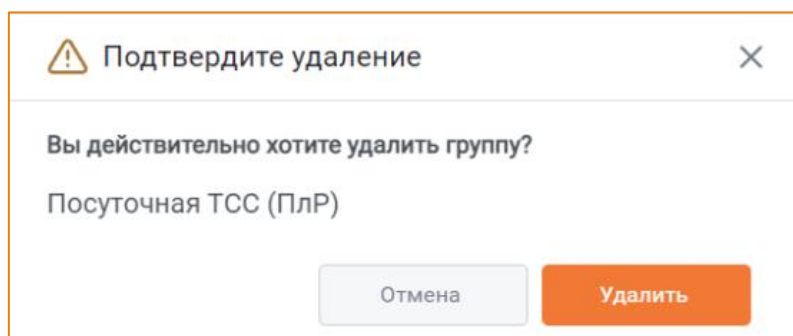 Подтвердите удаление
Вы действительно хотите удалить группу?
Посуточная ТСС (ПлР)
Отмена
Удалить